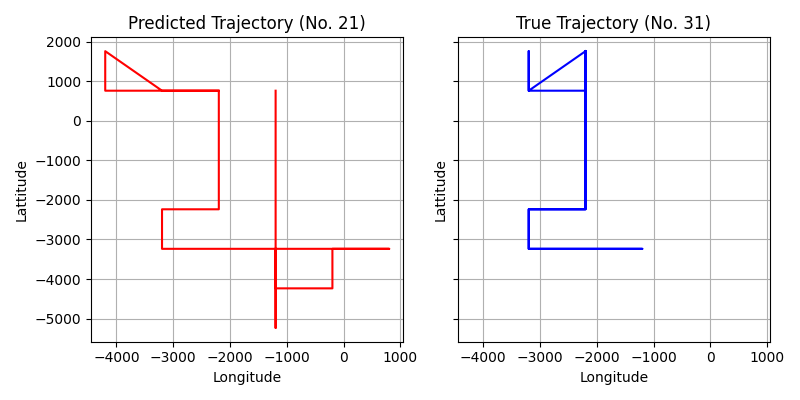 Predicted Trajectory (No. 21)
True Trajectory (No. 31)
2000
1000
0
−1000
−2000
−3000
−4000
−5000
Lattitude
Lattitude
−4000 −3000 −2000 −1000 0 1000
−4000 −3000 −2000 −1000 0 1000
Longitude
Longitude